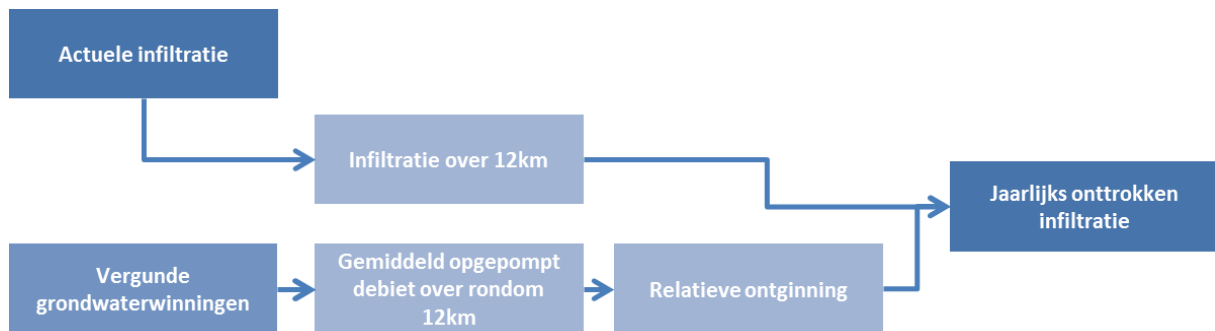 Actuele infiltratie
Infiltratie over 12km
Jaarlijks onttrokken
infiltratie
Vergunde
grondwaterwinningen
Gemiddeld opgepompt
debiet over rondom
12km
Relatieve ontginning